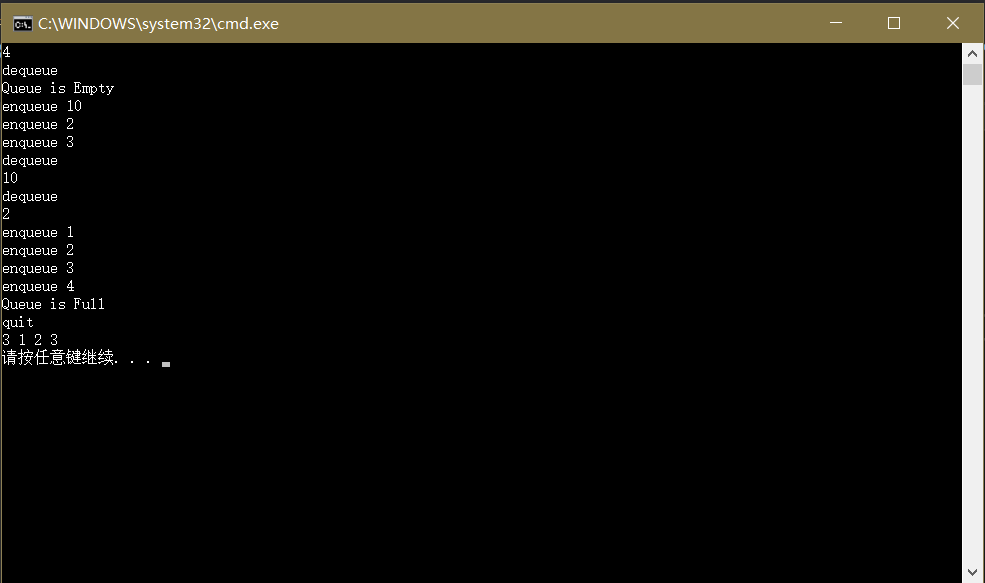 C:\WINDOWS\system32\cmd.exe
4
dequeue
Queue is Empty
enqueue 10
enqueue 2
enqueue 3
dequeue
10
dequeue
2
enqueue 1
enqueue 2
enqueue 3
enqueue 4
Queue is Full
quit
3 1 2 3
请按任意键继续. . .